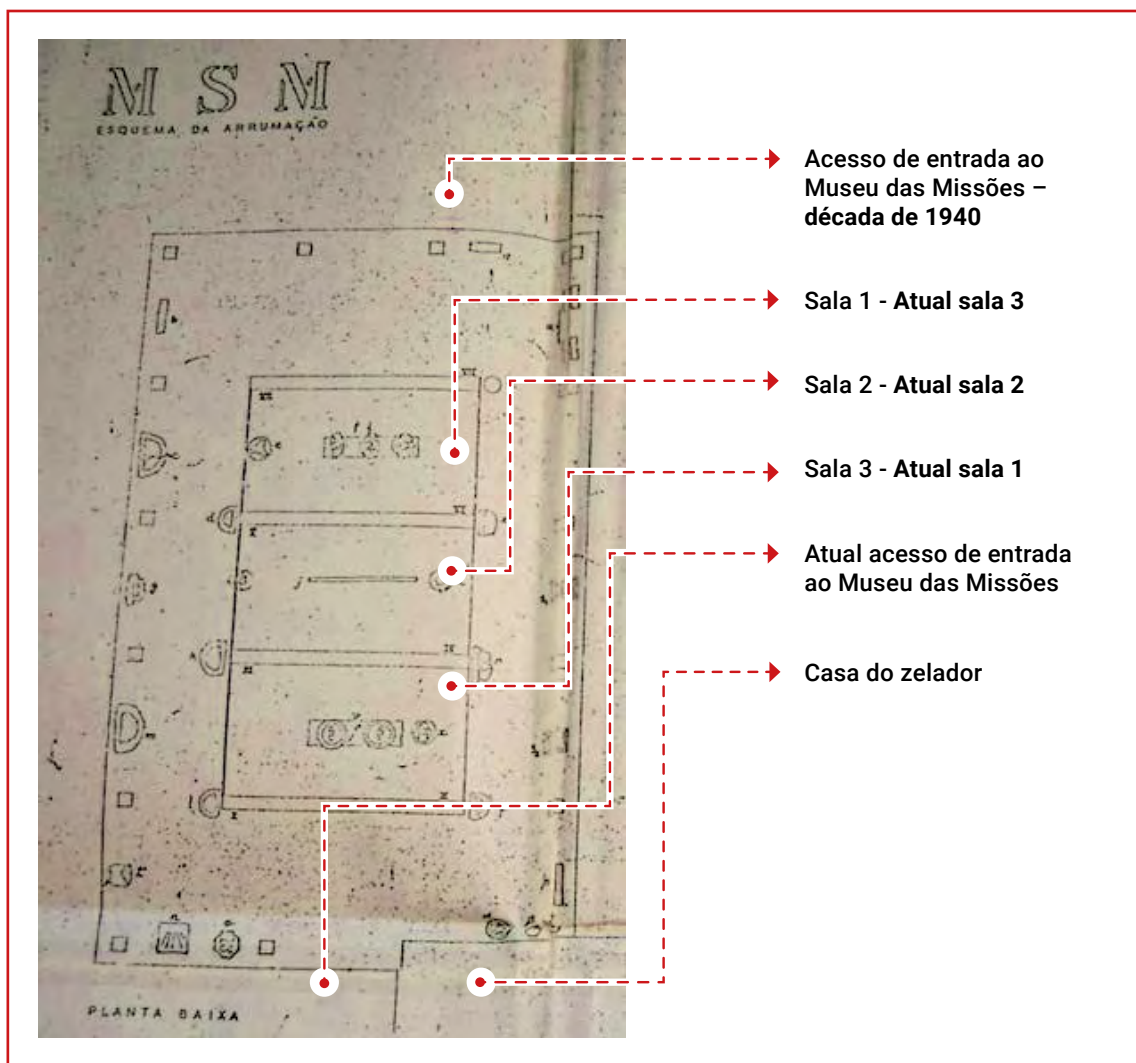 M S M
ESQUEMA DA ARRUMAÇÃO
Acesso de entrada ao
Museu das Missões –
década de 1940
Sala 1 - Atual sala 3
Sala 2 - Atual sala 2
Sala 3 - Atual sala 1
Atual acesso de entrada
ao Museu das Missões
Casa do zelador
PLANTA BAIXA